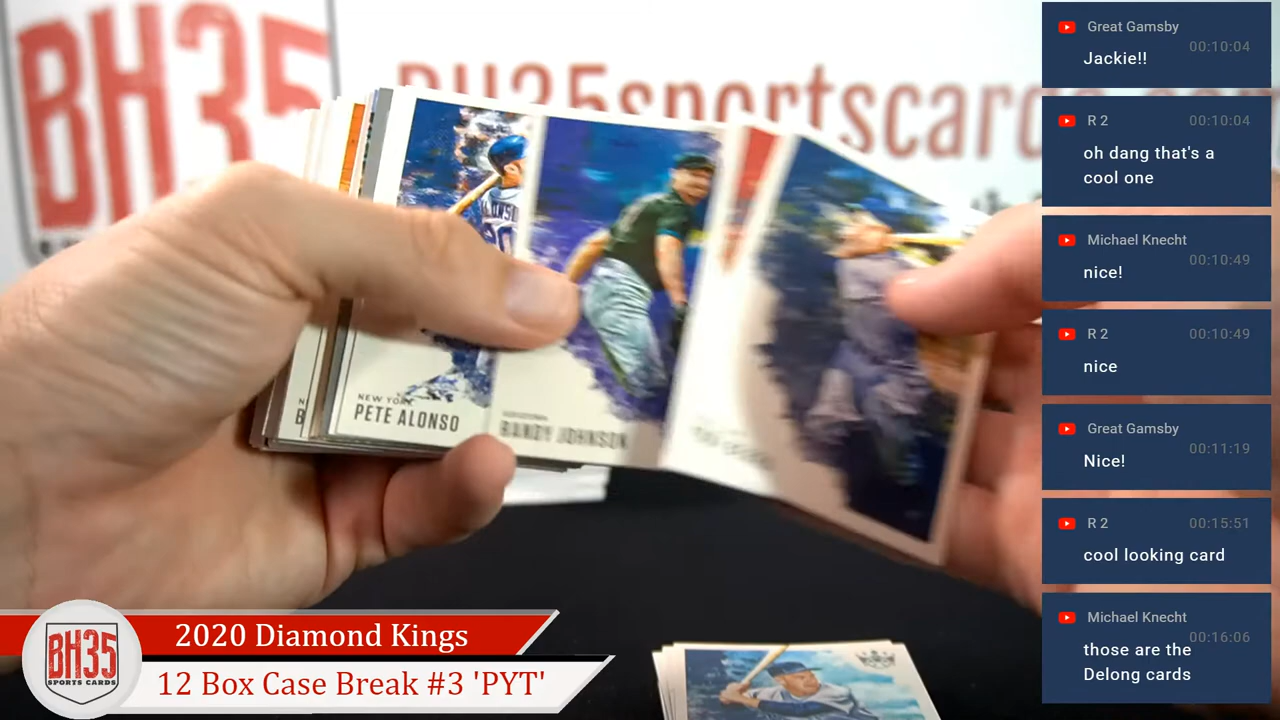 BH35
BH35sportscards
NEW YORK
PETE ALONSO
RANDY JOHNSON
2020 Diamond Kings
12 Box Case Break #3 'PYT'
BH35
SPORTS CARDS
Great Gamsby
00:10:04
Jackie!!
R 2
00:10:04
oh dang that's a
cool one
Michael Knecht
00:10:49
nice!
R 2
00:10:49
nice
Great Gamsby
00:11:19
Nice!
R 2
00:15:51
cool looking card
Michael Knecht
00:16:06
those are the
Delong cards